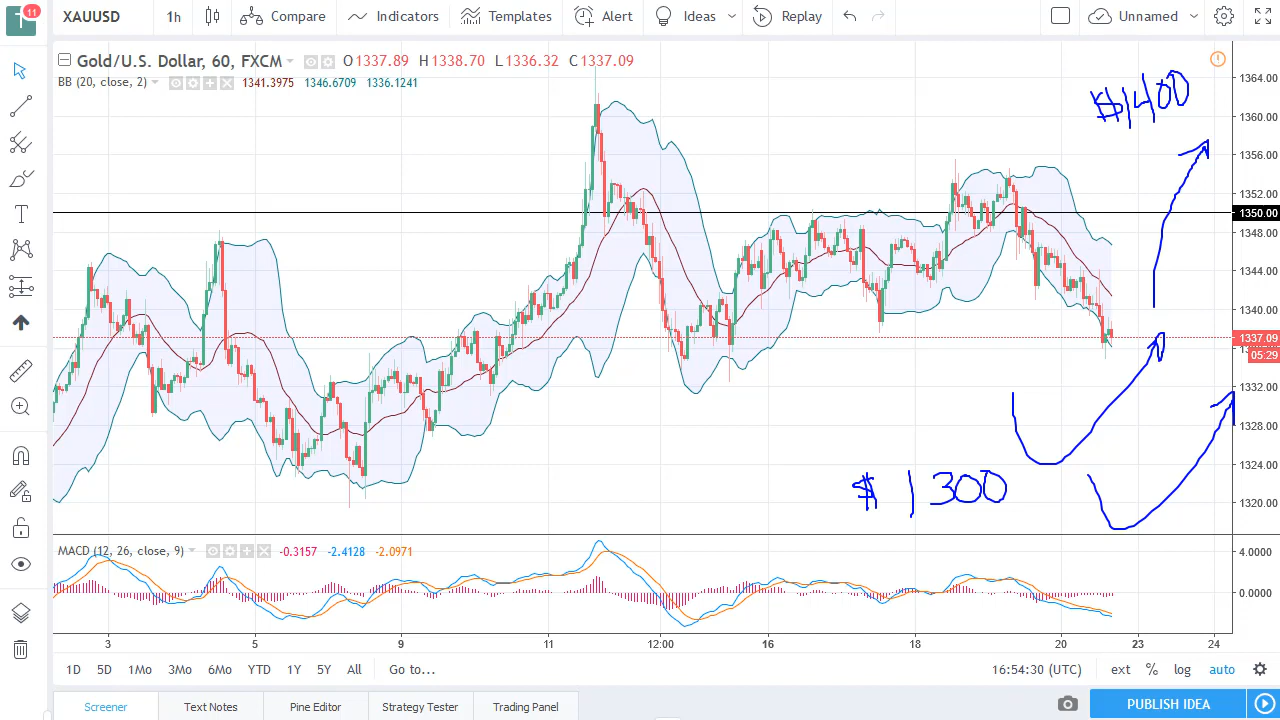 T 11
XAUUSD 1h Compare Indicators Templates Alert Ideas Replay Unnamed
Gold/U.S. Dollar, 60, FXCM O1337.89 H1338.70 L1336.32 C1337.09
BB (20, close, 2) 1341.3975 1346.6709 1336.1241
$1400
1364.00
1360.00
1356.00
1352.00
1350.00
1348.00
1344.00
1340.00
1337.09
05:29
1332.00
1328.00
1324.00
1320.00
$1300
MACD (12, 26, close, 9) -0.3157 -2.4128 -2.0971
4.0000
0.0000
3 5 9 11 12:00 16 18 20 23 24
1D 5D 1Mo 3Mo 6Mo YTD 1Y 5Y All Go to... 16:54:30 (UTC) ext % log auto
Screener Text Notes Pine Editor Strategy Tester Trading Panel PUBLISH IDEA